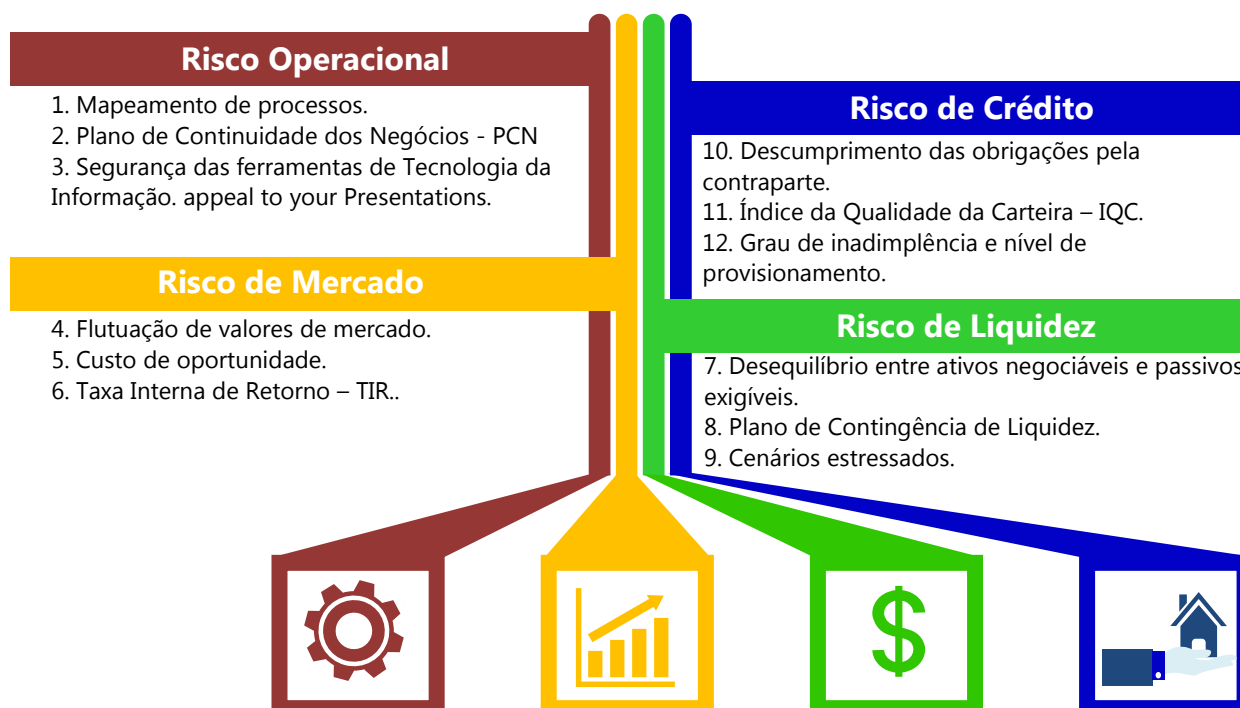 Risco Operacional
1. Mapeamento de processos.
2. Plano de Continuidade dos Negócios - PCN
3. Segurança das ferramentas de Tecnologia da
Informação. appeal to your Presentations.
Risco de Mercado
4. Flutuação de valores de mercado.
5. Custo de oportunidade.
6. Taxa Interna de Retorno – TIR..
Risco de Crédito
10. Descumprimento das obrigações pela
contraparte.
11. Índice da Qualidade da Carteira – IQC.
12. Grau de inadimplência e nível de
provisionamento.
Risco de Liquidez
7. Desequilíbrio entre ativos negociáveis e passivos
exigíveis.
8. Plano de Contingência de Liquidez.
9. Cenários estressados.
$